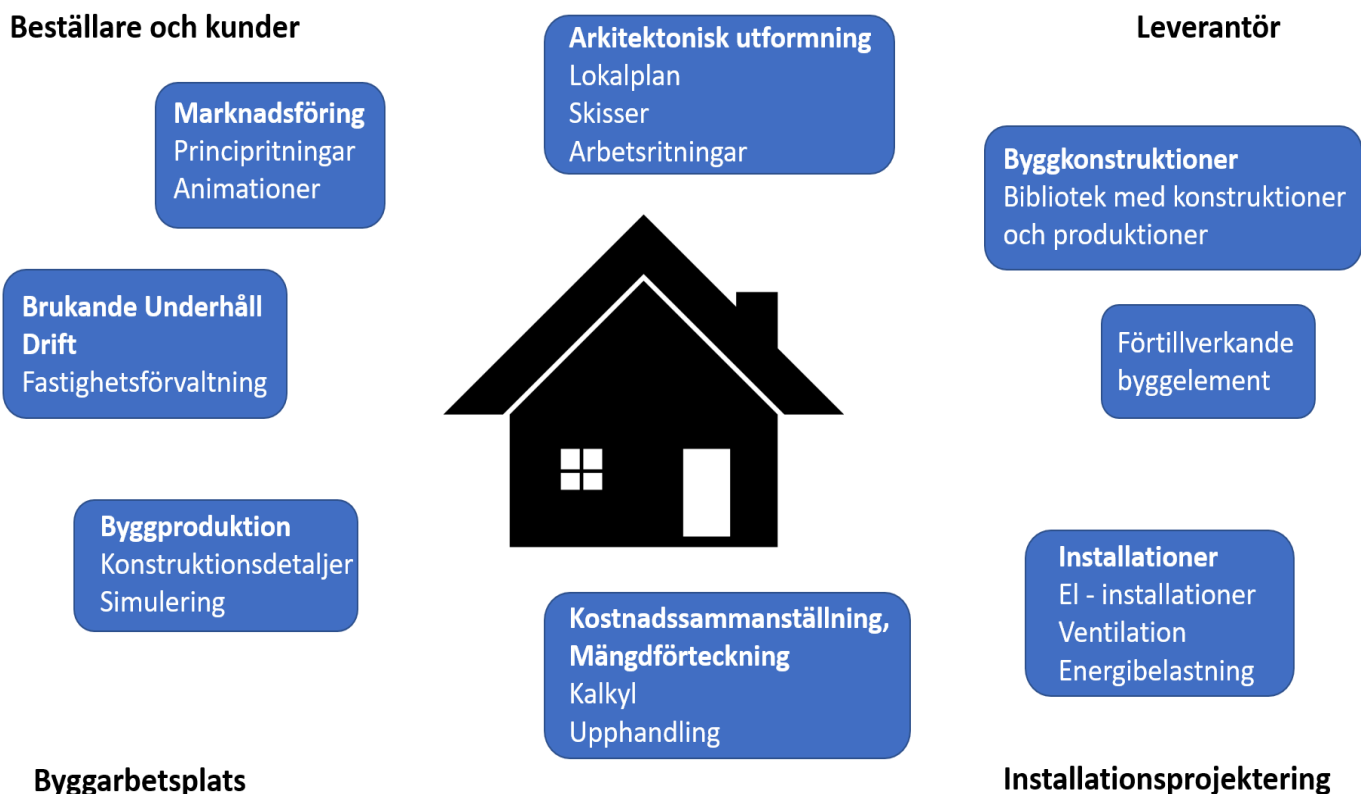 Beställare och kunder
Leverantör
Arkitektonisk utformning
Lokalplan
Skisser
Arbetsritningar
Marknadsföring
Principritningar
Animationer
Byggkonstruktioner
Bibliotek med konstruktioner
och produktioner
Brukande Underhåll
Drift
Fastighetsförvaltning
Förtillverkande
byggelement
Byggproduktion
Konstruktionsdetaljer
Simulering
Installationer
El - installationer
Ventilation
Energibelastning
Kostnadssammanställning,
Mängdförteckning
Kalkyl
Upphandling
Byggarbetsplats
Installationsprojektering